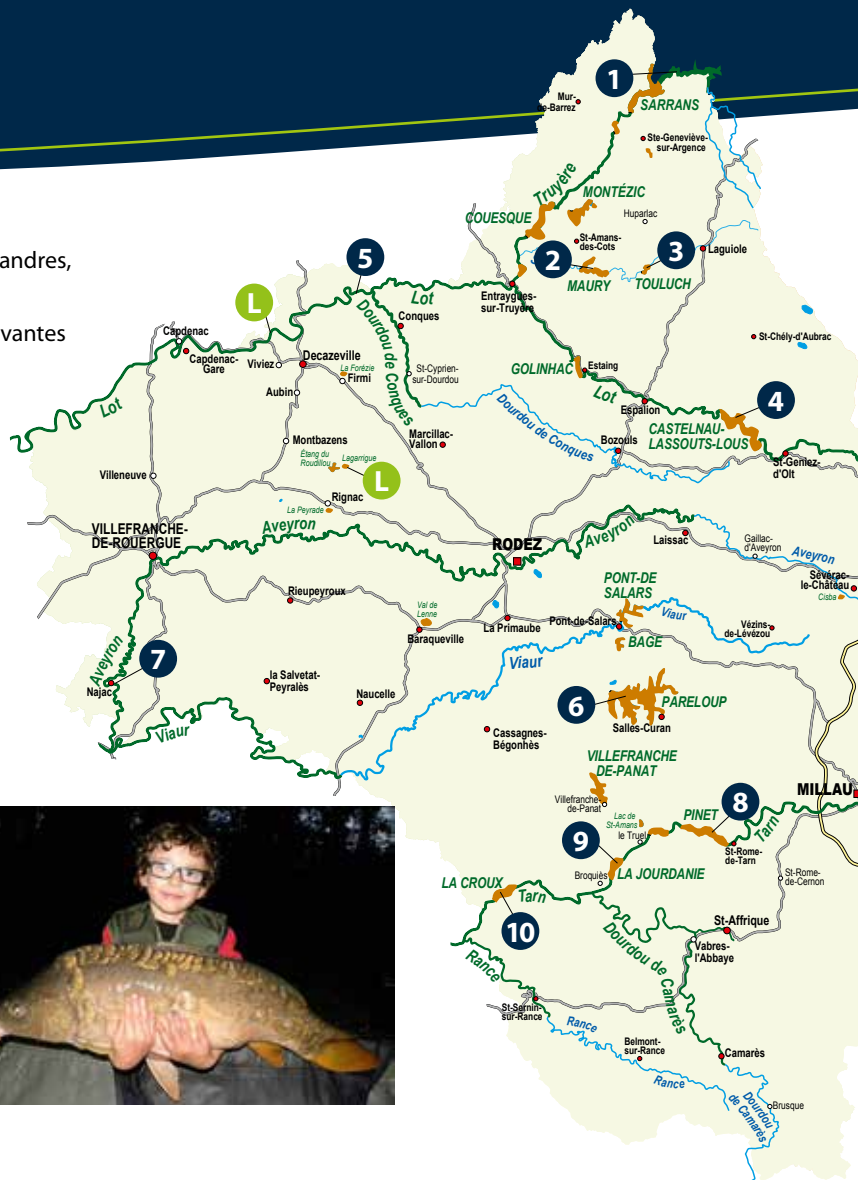 andres,
vantes
1
Mur-
de-Barrez
SARRANS
Ste-Geneviève-
sur-Argence
Truyère
MONTÉZIC
COUESQUE
Huparlac
St-Amans-
des-Cots
2
3
Laguiole
MAURY
TOULUCH
5
L
Lot
Entraygues-
sur-Truyère
Conques
Dourdou de Conques
St-Chély-d'Aubrac
Capdenac
Capdenac-
Gare
Viviez
Decazeville
La Forézie
Firmi
St-Cyprien-
sur-Dourdou
GOLINHAC
Estaing
Lot
Aubin
Espalion
4
CASTELNAU-
LASSOUTS-LOUS
Lot
Dourdou de Conques
Marcillac-
Vallon
Bozouls
St-Geniez-
d'Olt
Montbazens
Étang du
Roudillou
Lagarrigue
L
Villeneuve
Rignac
La Peyrade
Aveyron
VILLEFRANCHE-
DE-ROUERGUE
RODEZ
Aveyron
Laissac
Gaillac-
d'Aveyron
Aveyron
Sévérac-
le-Château
Cisba
Rieupeyroux
PONT-DE
SALARS
Val de
Lenne
Baraqueville
La Primaube
Pont-de-Salars
Viaur
Vézins-
de-Lévézou
BAGE
Aveyron
7
Najac
la Salvetat-
Peyralès
Viaur
Naucelle
6
PARELOUP
Salles-Curan
Viaur
Cassagnes-
Bégonhès
VILLEFRANCHE
DE-PANAT
MILLAU
Villefranche-
de-Panat
Lac de
St-Amans
le Truel
PINET
8
Tarn
St-Rome-
de-Tarn
9
Broquiès
LA JOURDANIE
St-Rome-
de-Cernon
LA CROUX
Tarn
10
St-Affrique
Vabres-
l'Abbaye
Dourdou de Camarès
Rance
St-Sernin-
sur-Rance
Rance
Belmont-
sur-Rance
Rance
Camarès
Dourdou
de Camarès
Brusque